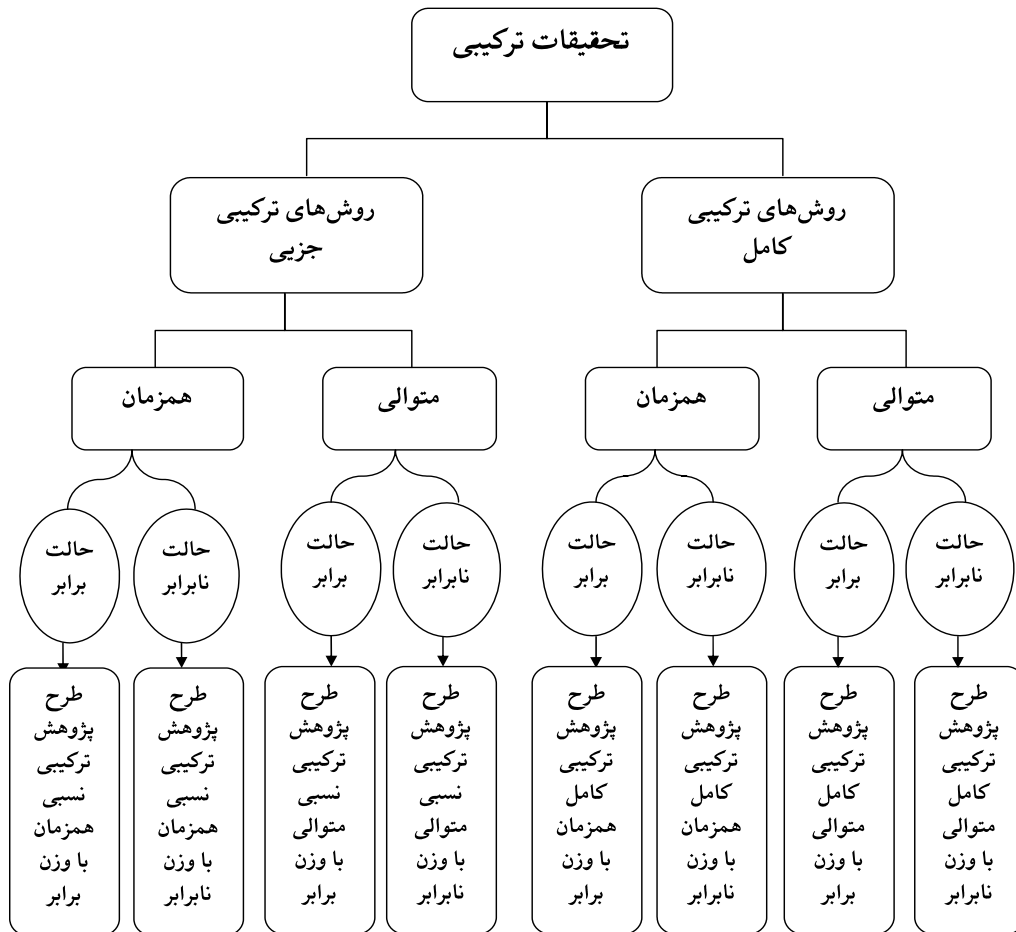 تحقیقات ترکیبی
روش‌های ترکیبی
کامل
روش‌های ترکیبی
جزیی
متوالی
همزمان
متوالی
همزمان
حالت
نابرابر
حالت
برابر
حالت
نابرابر
حالت
برابر
حالت
نابرابر
حالت
برابر
حالت
نابرابر
حالت
برابر
طرح
پژوهش
ترکیبی
کامل
متوالی
با وزن
نابرابر
طرح
پژوهش
ترکیبی
کامل
متوالی
با وزن
برابر
طرح
پژوهش
ترکیبی
کامل
همزمان
با وزن
نابرابر
طرح
پژوهش
ترکیبی
کامل
همزمان
با وزن
برابر
طرح
پژوهش
ترکیبی
نسبی
متوالی
با وزن
نابرابر
طرح
پژوهش
ترکیبی
نسبی
متوالی
با وزن
برابر
طرح
پژوهش
ترکیبی
نسبی
همزمان
با وزن
نابرابر
طرح
پژوهش
ترکیبی
نسبی
همزمان
با وزن
برابر